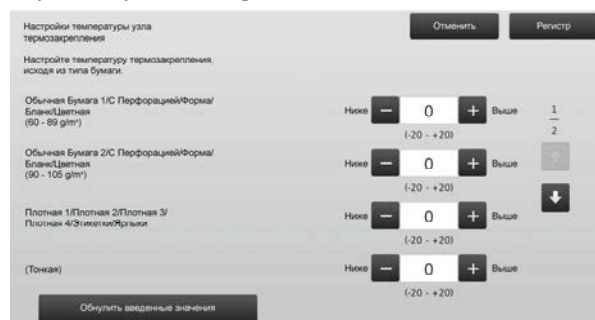 Настройки температуры узла
термозакрепления
Отменить
Регистр
Настройте температуру термозакрепления,
исходя из типа бумаги.
Обычная Бумага 1/С Перфорацией/Форма/
Бланк/Цветная
(60 - 89 g/m²)
Ниже − 0 + Выше
(-20 - +20)
1
2
Обычная Бумага 2/С Перфорацией/Форма/
Бланк/Цветная
(90 - 105 g/m²)
Ниже − 0 + Выше
(-20 - +20)
Плотная 1/Плотная 2/Плотная 3/
Плотная 4/Этикетки/Ярлыки
Ниже − 0 + Выше
(-20 - +20)
(Тонкая)
Ниже − 0 + Выше
(-20 - +20)
Обнулить введенные значения